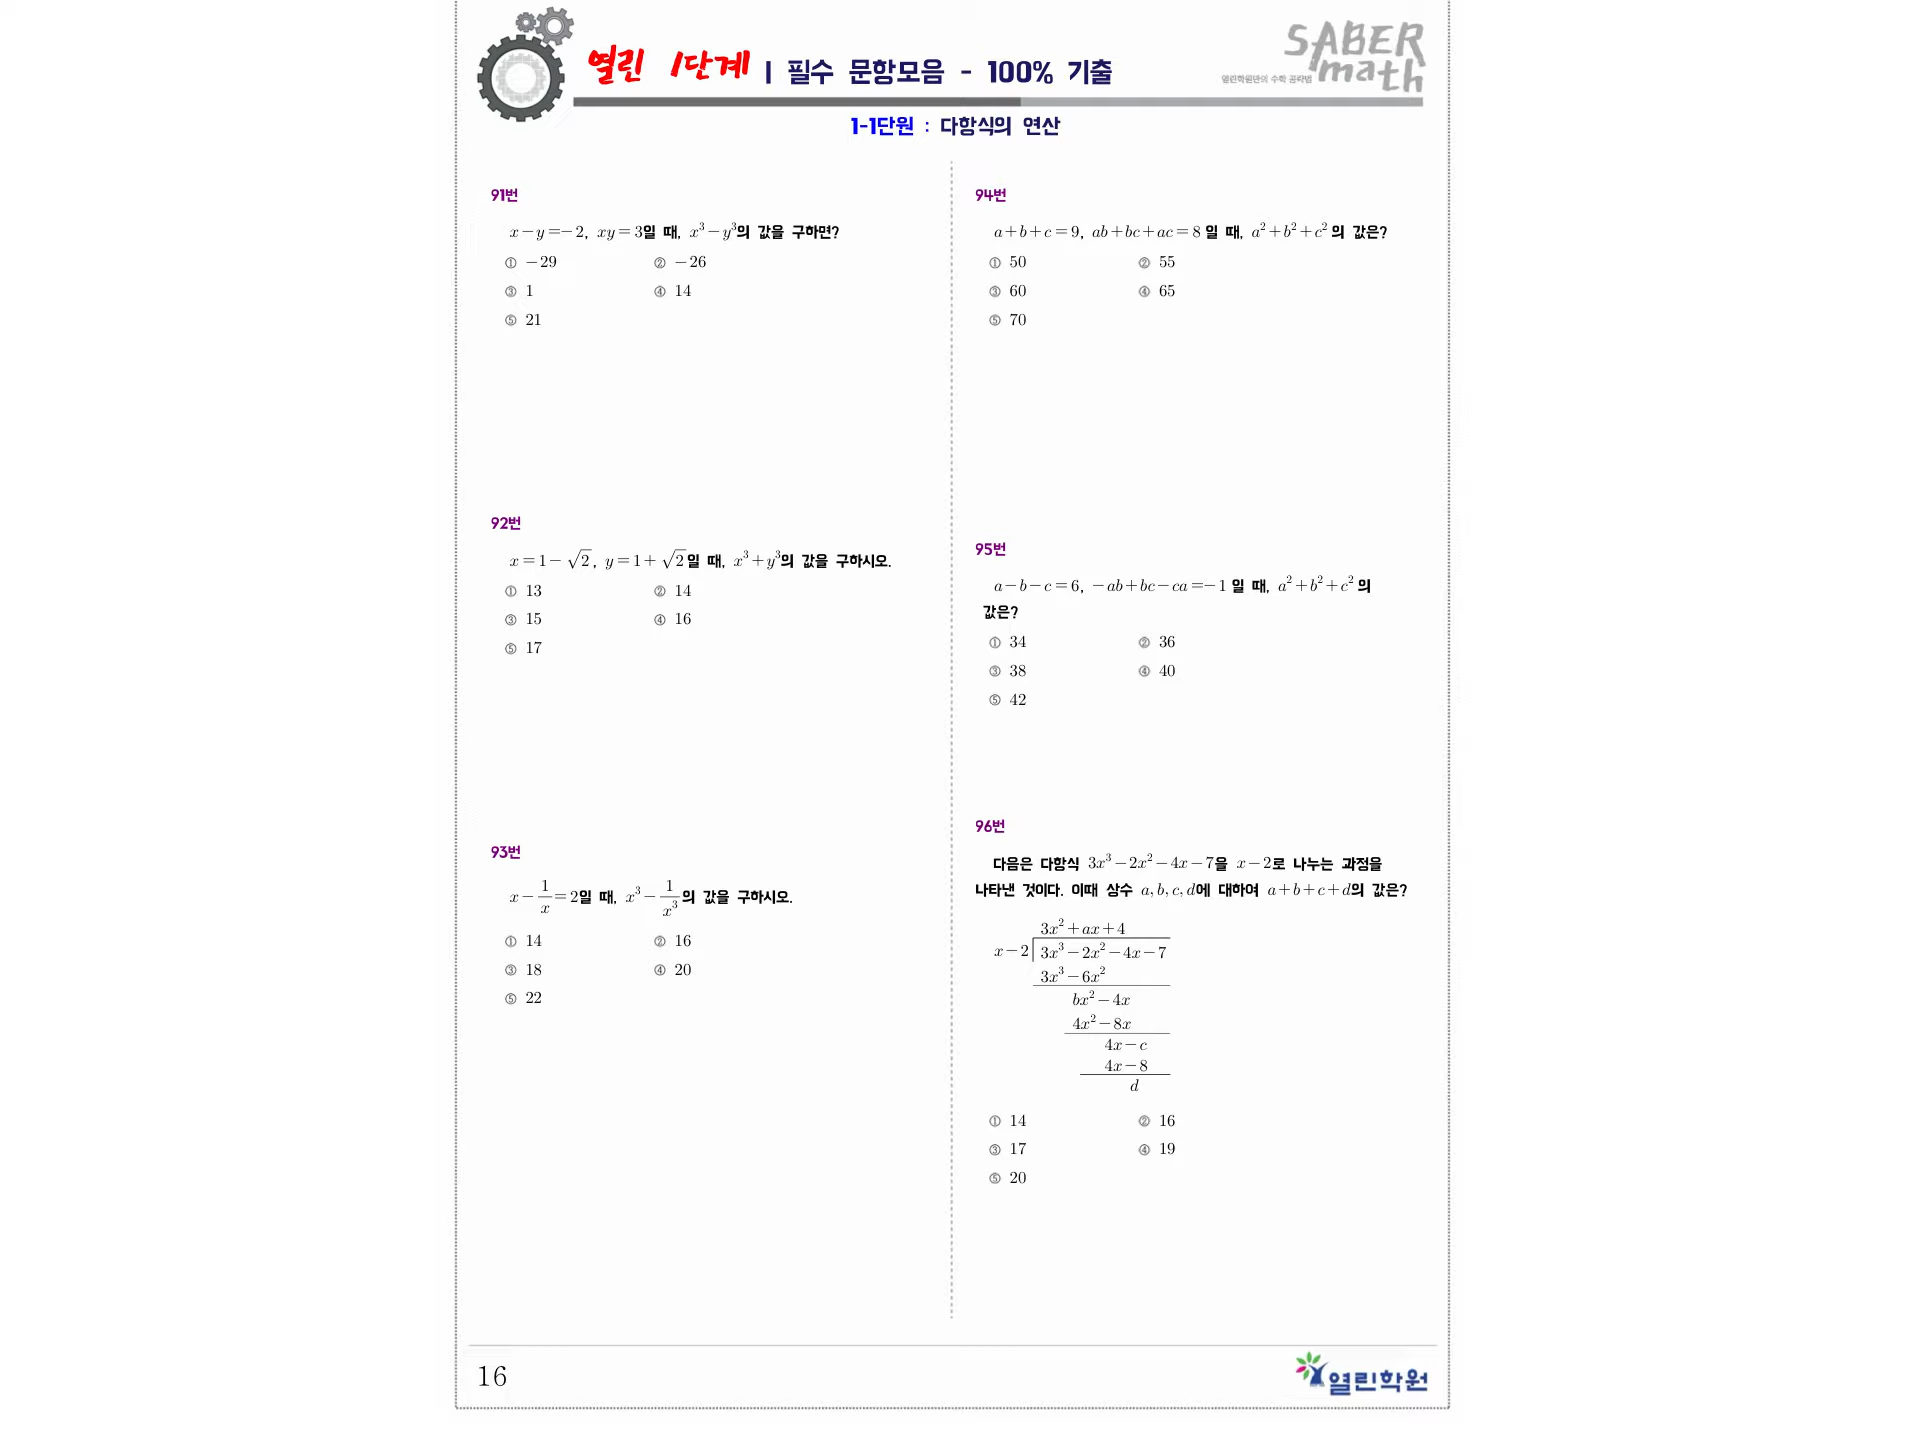 열린 1단계 | 필수 문항모음 - 100% 기출
SABER
math
열린학원만의 수학 공략법
1-1단원 : 다항식의 연산
91번
x-y=-2, xy=3일 때, x³-y³의 값을 구하면?
① -29 ② -26
③ 1 ④ 14
⑤ 21
92번
x=1-√2, y=1+√2일 때, x³+y³의 값을 구하시오.
① 13 ② 14
③ 15 ④ 16
⑤ 17
93번
x-1/x=2일 때, x³-1/x³의 값을 구하시오.
① 14 ② 16
③ 18 ④ 20
⑤ 22
94번
a+b+c=9, ab+bc+ac=8일 때, a²+b²+c²의 값은?
① 50 ② 55
③ 60 ④ 65
⑤ 70
95번
a-b-c=6, -ab+bc-ca=-1일 때, a²+b²+c²의
값은?
① 34 ② 36
③ 38 ④ 40
⑤ 42
96번
다음은 다항식 3x³-2x²-4x-7을 x-2로 나누는 과정을
나타낸 것이다. 이때 상수 a, b, c, d에 대하여 a+b+c+d의 값은?
3x²+ax+4
x-2 3x³-2x²-4x-7
3x³-6x²
bx²-4x
4x²-8x
4x-c
4x-8
d
① 14 ② 16
③ 17 ④ 19
⑤ 20
16
열린학원